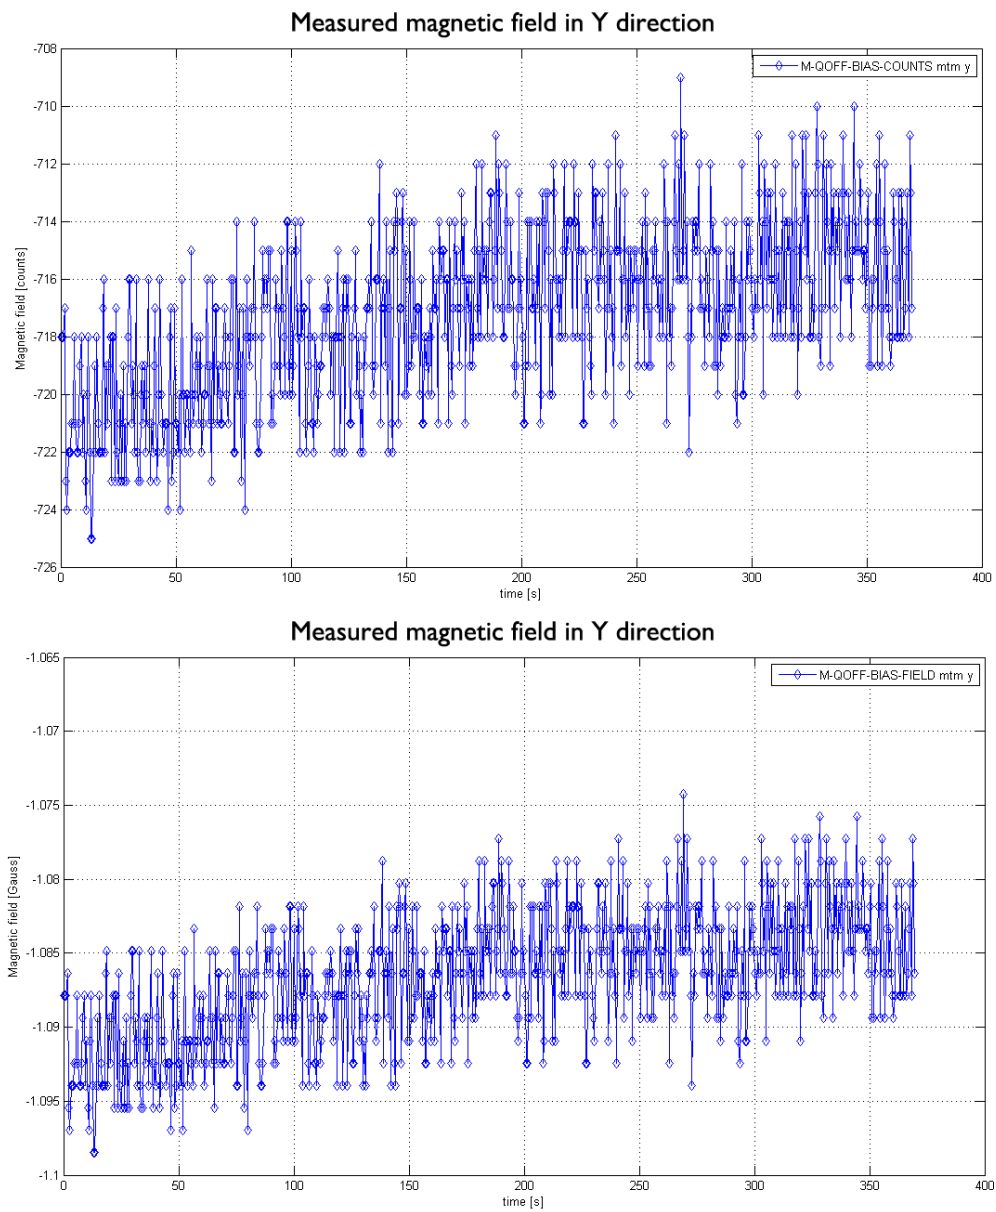 Measured magnetic field in Y direction
-708
M-QOFF-BIAS-COUNTS mtm y
-710
-712
-714
-716
-718
-720
-722
-724
-726
Magnetic field [counts]
0 50 100 150 200 250 300 350 400
time [s]
Measured magnetic field in Y direction
-1.065
M-QOFF-BIAS-FIELD mtm y
-1.07
-1.075
-1.08
-1.085
-1.09
-1.095
-1.1
Magnetic field [Gauss]
0 50 100 150 200 250 300 350 400
time [s]